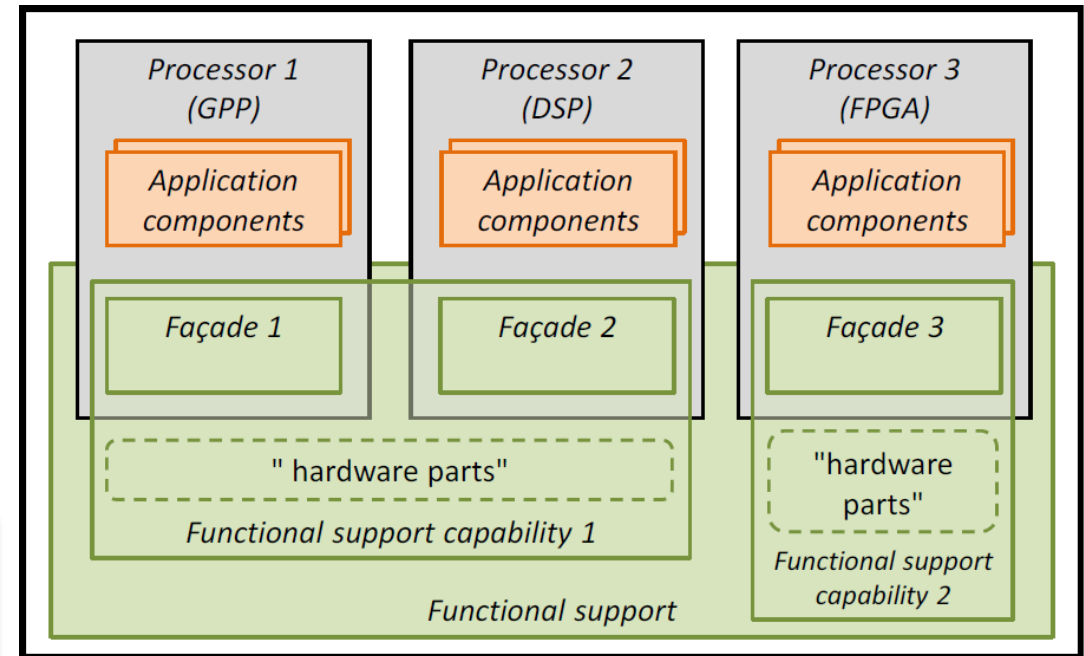 Processor 1
(GPP)
Processor 2
(DSP)
Processor 3
(FPGA)
Application
components
Application
components
Application
components
Façade 1
Façade 2
Façade 3
" hardware parts"
"hardware
parts"
Functional support capability 1
Functional support
capability 2
Functional support